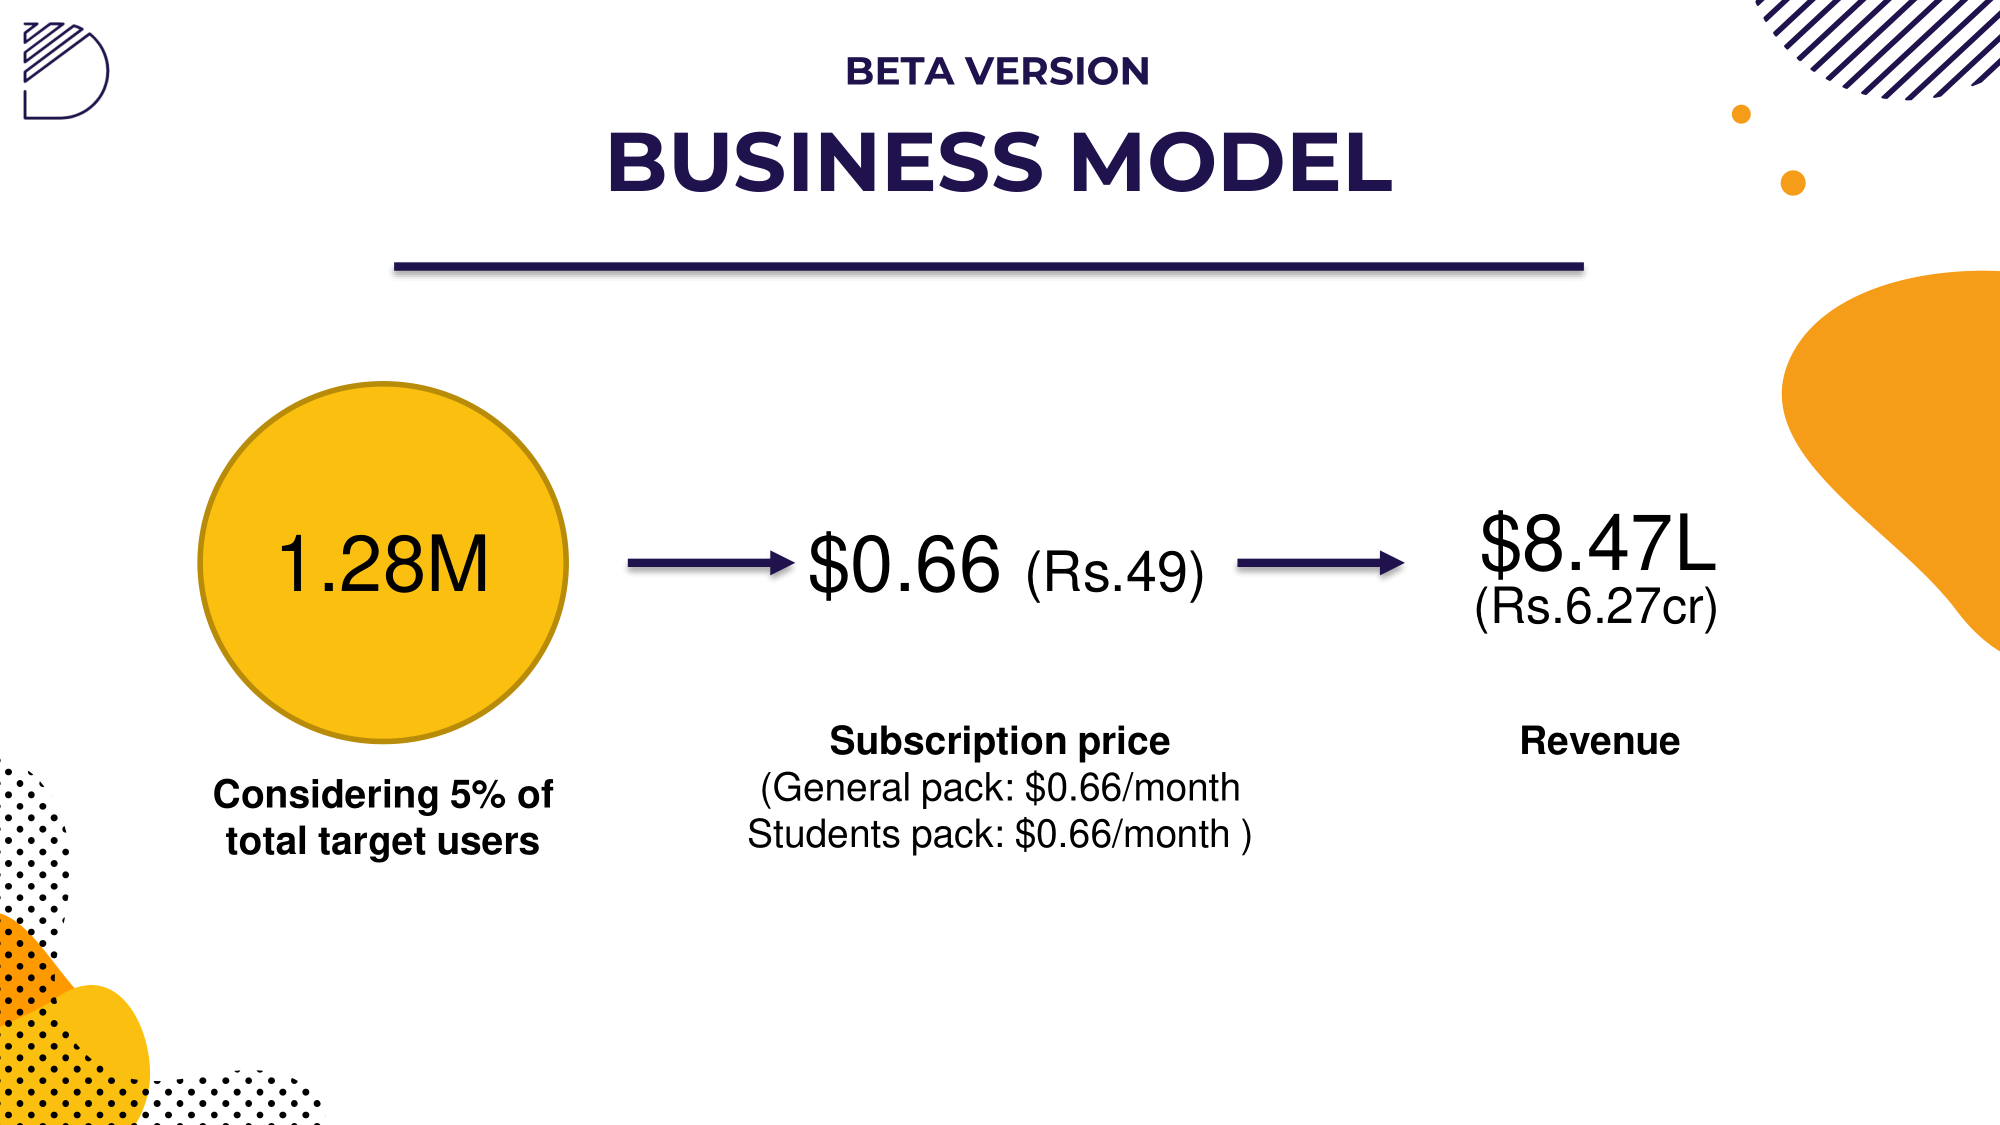 BETA VERSION
BUSINESS MODEL
1.28M
$0.66 (Rs.49)
$8.47L
(Rs.6.27cr)
Considering 5% of
total target users
Subscription price
(General pack: $0.66/month
Students pack: $0.66/month )
Revenue